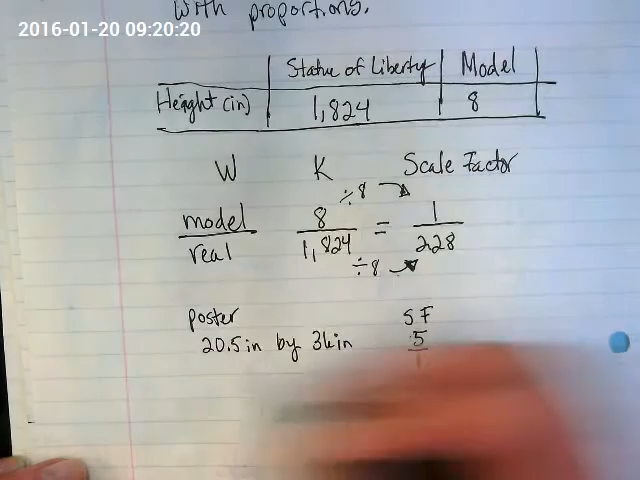 with proportions.
2016-01-20 09:20:20
Statue of Liberty Model
Height (in) 1,824 8
W K Scale Factor
÷8
model 8 = 1
real 1,824 228
÷8
poster SF
20.5in by 36in 5
1